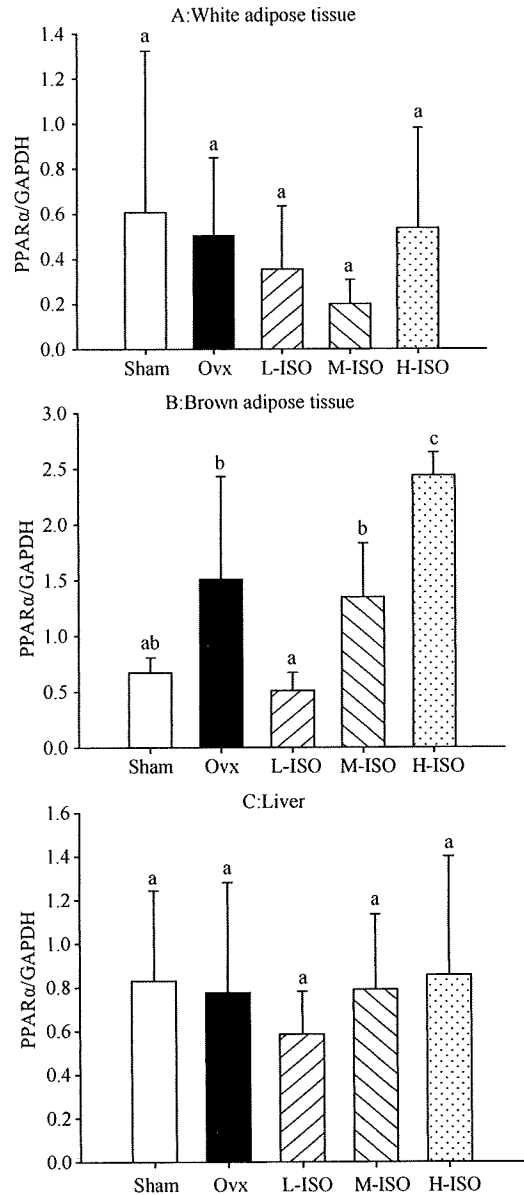 A:White adipose tissue
PPARα/GAPDH
1.4
1.2
1.0
0.8
0.6
0.4
0.2
0.0
a
a
a
a
a
Sham Ovx L-ISO M-ISO H-ISO
B:Brown adipose tissue
PPARα/GAPDH
3.0
2.5
2.0
1.5
1.0
0.5
0.0
ab
b
a
b
c
Sham Ovx L-ISO M-ISO H-ISO
C:Liver
PPARα/GAPDH
1.6
1.4
1.2
1.0
0.8
0.6
0.4
0.2
0.0
a
a
a
a
a
Sham Ovx L-ISO M-ISO H-ISO